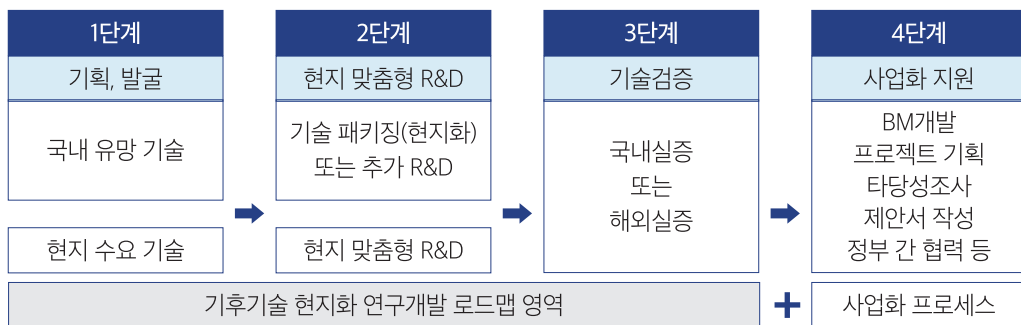 1단계
기획, 발굴
국내 유망 기술
현지 수요 기술
2단계
현지 맞춤형 R&D
기술 패키징(현지화)
또는 추가 R&D
현지 맞춤형 R&D
3단계
기술검증
국내실증
또는
해외실증
4단계
사업화 지원
BM개발
프로젝트 기획
타당성조사
제안서 작성
정부 간 협력 등
기후기술 현지화 연구개발 로드맵 영역
+
사업화 프로세스